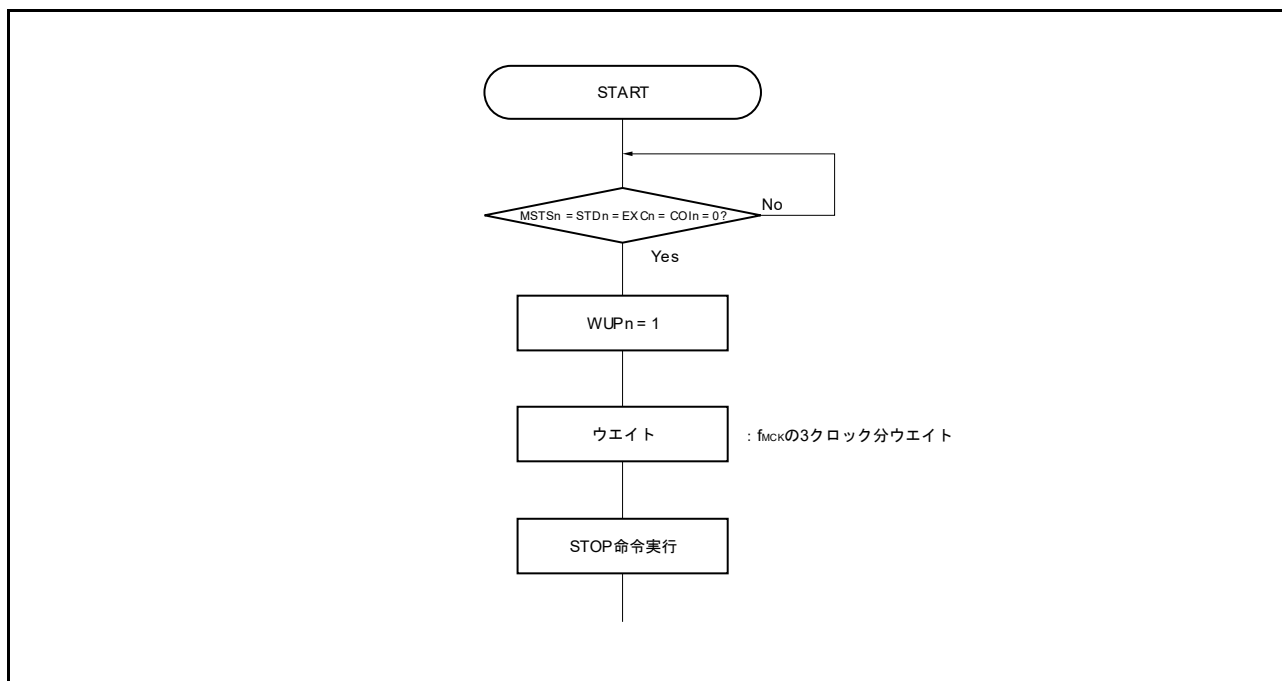 START
MSTSn = STDn = EXCn = COIn = 0?
No
Yes
WUPn = 1
ウエイト
: fMCKの3クロック分ウエイト
STOP命令実行